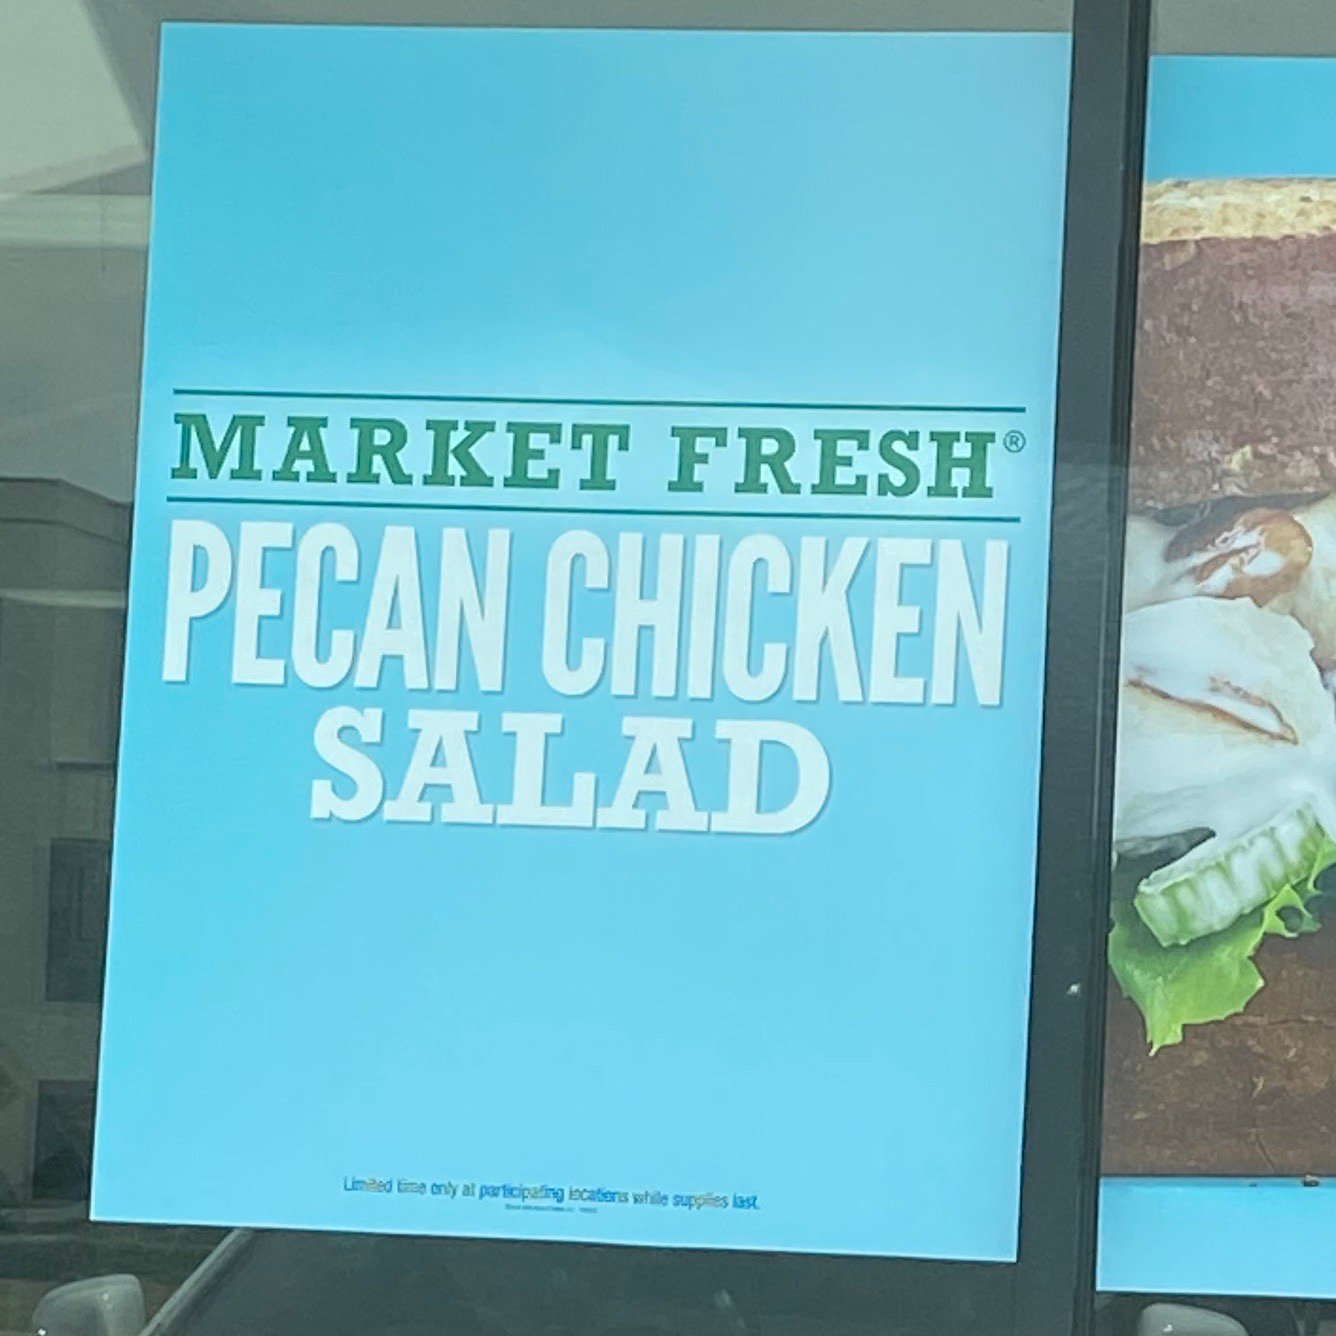 MARKET FRESH®
PECAN CHICKEN
SALAD
Limited time only at participating locations while supplies last.